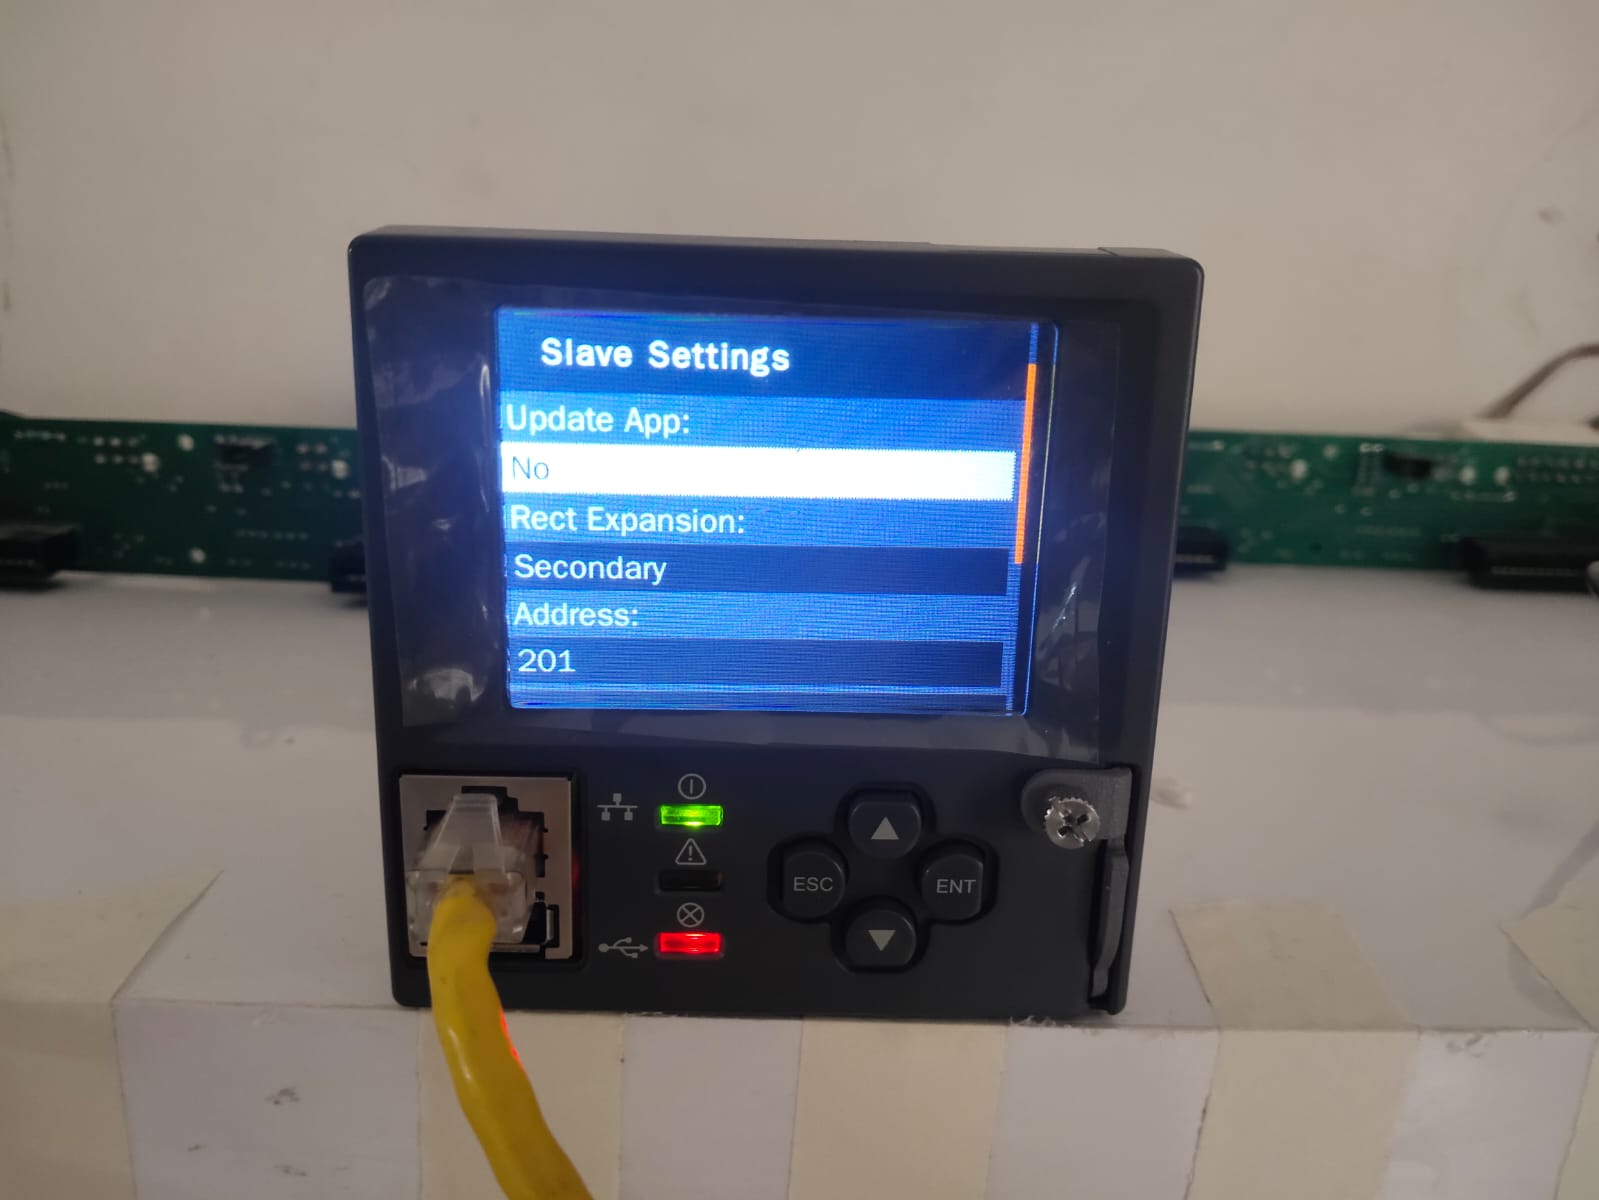 Slave Settings
Update App:
No
Rect Expansion:
Secondary
Address:
201
ESC
ENT